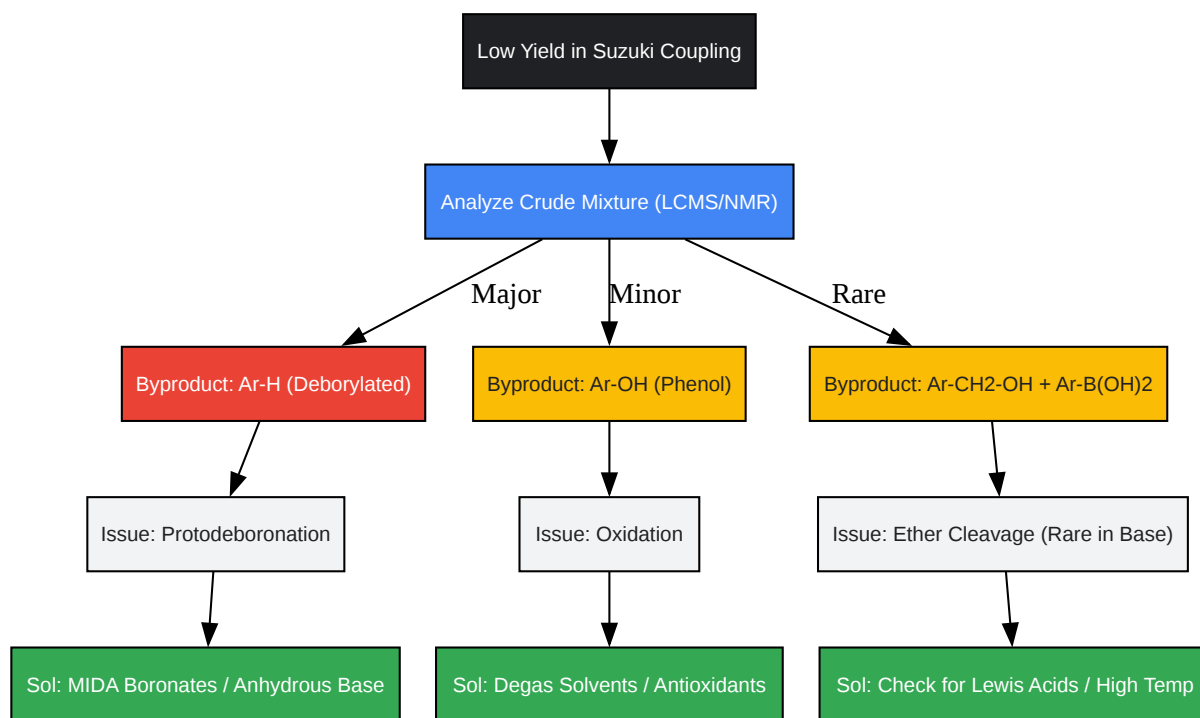 Low Yield in Suzuki Coupling
Analyze Crude Mixture (LCMS/NMR)
Major
Minor
Rare
Byproduct: Ar-H (Deborylated)
Byproduct: Ar-OH (Phenol)
Byproduct: Ar-CH2-OH + Ar-B(OH)2
Issue: Protodeboronation
Issue: Oxidation
Issue: Ether Cleavage (Rare in Base)
Sol: MIDA Boronates / Anhydrous Base
Sol: Degas Solvents / Antioxidants
Sol: Check for Lewis Acids / High Temp